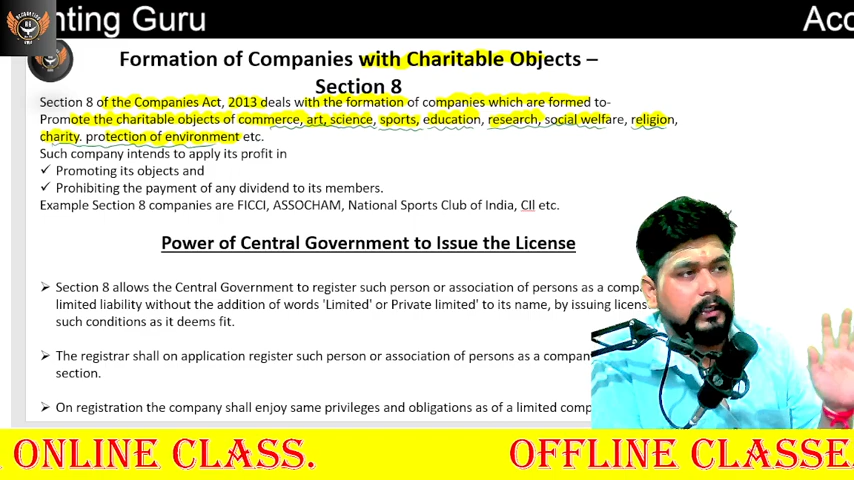 nting Guru
Acc
Formation of Companies with Charitable Objects –
Section 8
Section 8 of the Companies Act, 2013 deals with the formation of companies which are formed to-
Promote the charitable objects of commerce, art, science, sports, education, research, social welfare, religion,
charity. protection of environment etc.
Such company intends to apply its profit in
✓ Promoting its objects and
✓ Prohibiting the payment of any dividend to its members.
Example Section 8 companies are FICCI, ASSOCHAM, National Sports Club of India, CII etc.
Power of Central Government to Issue the License
➢ Section 8 allows the Central Government to register such person or association of persons as a comp
limited liability without the addition of words 'Limited' or Private limited' to its name, by issuing licens
such conditions as it deems fit.
➢ The registrar shall on application register such person or association of persons as a compan
section.
➢ On registration the company shall enjoy same privileges and obligations as of a limited comp
ONLINE CLASS.
OFFLINE CLASSE